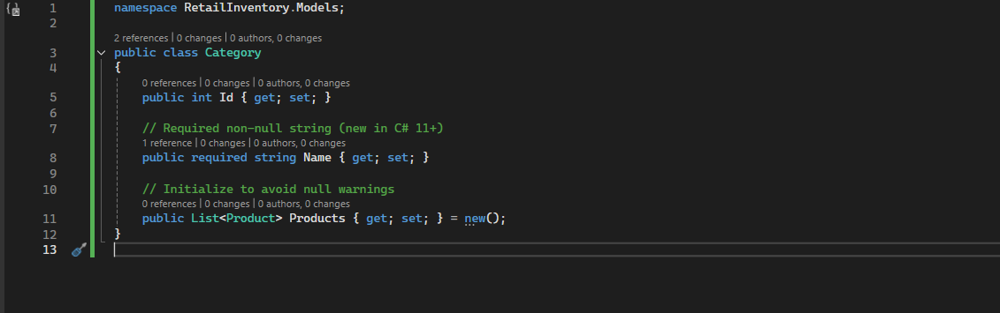 1 namespace RetailInventory.Models;
2
2 references | 0 changes | 0 authors, 0 changes
3 public class Category
4 {
0 references | 0 changes | 0 authors, 0 changes
5 public int Id { get; set; }
6
7 // Required non-null string (new in C# 11+)
1 reference | 0 changes | 0 authors, 0 changes
8 public required string Name { get; set; }
9
10 // Initialize to avoid null warnings
0 references | 0 changes | 0 authors, 0 changes
11 public List<Product> Products { get; set; } = new();
12 }
13